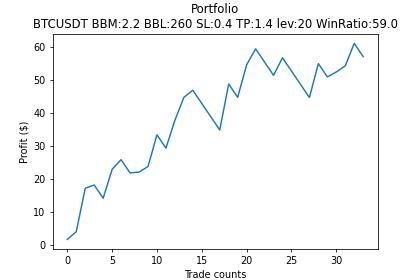 Portfolio
BTCUSDT BBM:2.2 BBL:260 SL:0.4 TP:1.4 lev:20 WinRatio:59.0
60
50
40
30
20
10
0
Profit ($)
0 5 10 15 20 25 30
Trade counts